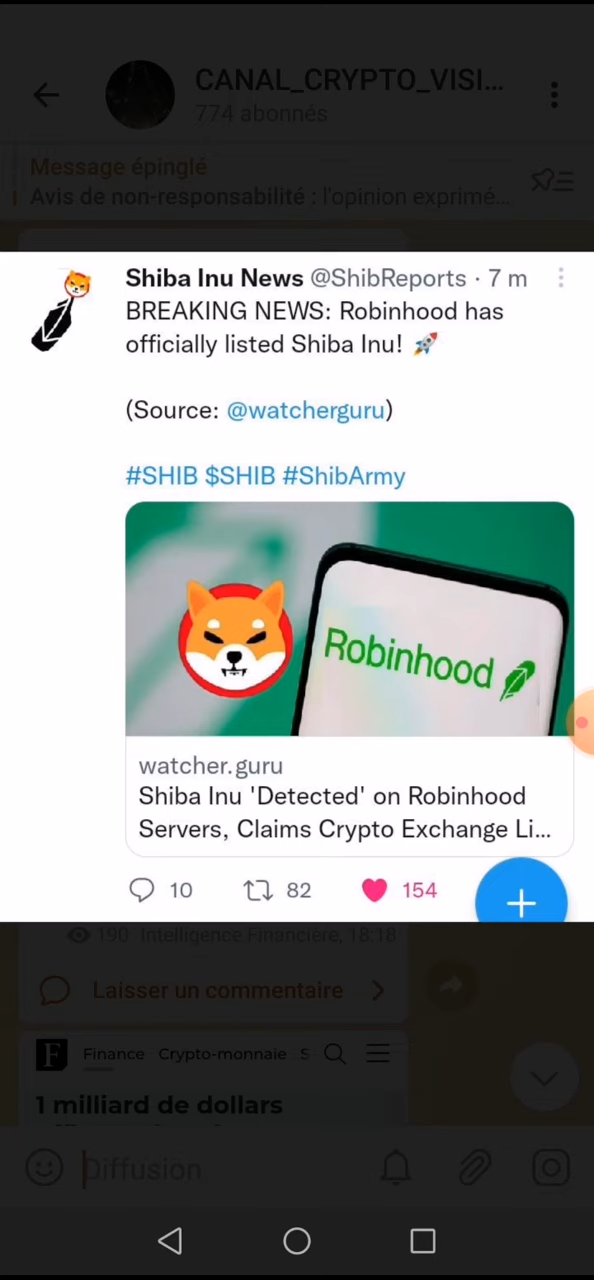 CANAL_CRYPTO_VISI...
774 abonnés
Message épinglé
Avis de non-responsabilité : l'opinion exprimé...
Shiba Inu News @ShibReports · 7 m
BREAKING NEWS: Robinhood has
officially listed Shiba Inu! 🚀
(Source: @watcherguru)
#SHIB $SHIB #ShibArmy
Robinhood
watcher.guru
Shiba Inu 'Detected' on Robinhood
Servers, Claims Crypto Exchange Li...
10 82 154
190 Intelligence Financière, 18:18
Laisser un commentaire
F Finance Crypto-monnaie S
1 milliard de dollars
Diffusion